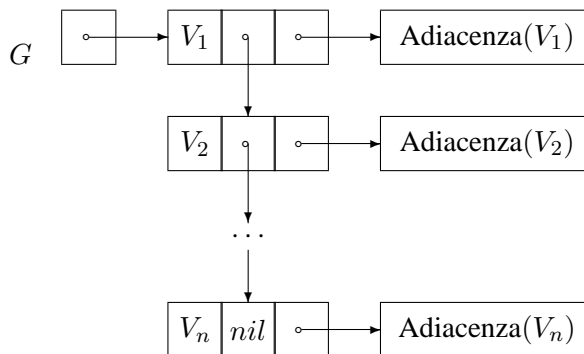 G V₁ Adiacenza(V₁)
V₂ Adiacenza(V₂)
...
Vₙ nil Adiacenza(Vₙ)